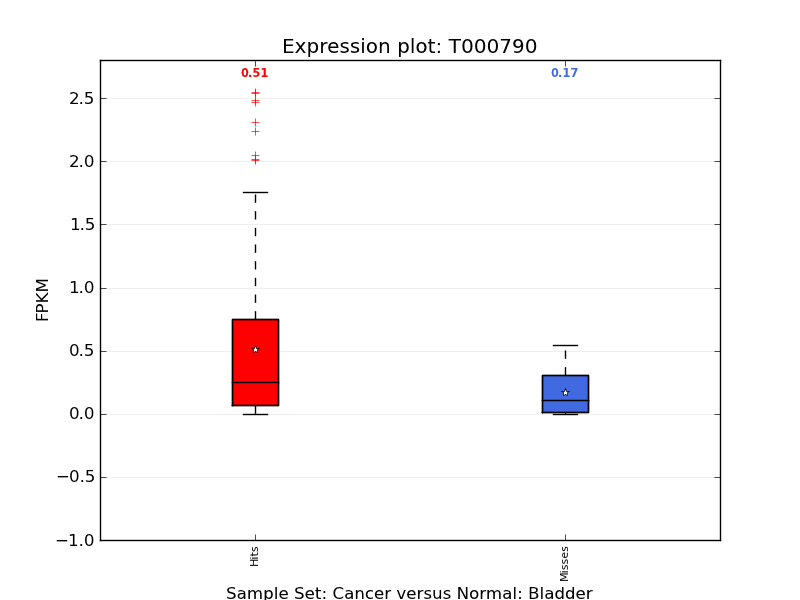 Expression plot: T000790
0.51
0.17
2.5
2.0
1.5
1.0
0.5
0.0
−0.5
−1.0
FPKM
Hits
Misses
Sample Set: Cancer versus Normal: Bladder